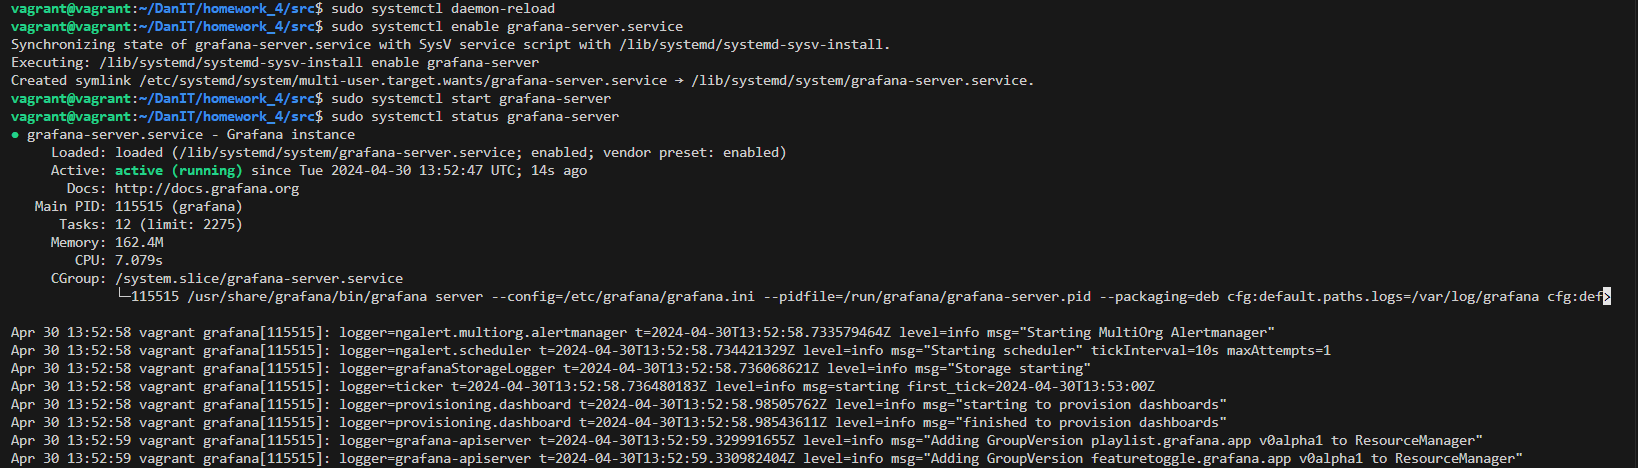 vagrant@vagrant:~/DanIT/homework_4/src$ sudo systemctl daemon-reload
vagrant@vagrant:~/DanIT/homework_4/src$ sudo systemctl enable grafana-server.service
Synchronizing state of grafana-server.service with SysV service script with /lib/systemd/systemd-sysv-install.
Executing: /lib/systemd/systemd-sysv-install enable grafana-server
Created symlink /etc/systemd/system/multi-user.target.wants/grafana-server.service → /lib/systemd/system/grafana-server.service.
vagrant@vagrant:~/DanIT/homework_4/src$ sudo systemctl start grafana-server
vagrant@vagrant:~/DanIT/homework_4/src$ sudo systemctl status grafana-server
● grafana-server.service - Grafana instance
     Loaded: loaded (/lib/systemd/system/grafana-server.service; enabled; vendor preset: enabled)
     Active: active (running) since Tue 2024-04-30 13:52:47 UTC; 14s ago
       Docs: http://docs.grafana.org
   Main PID: 115515 (grafana)
      Tasks: 12 (limit: 2275)
     Memory: 162.4M
        CPU: 7.079s
     CGroup: /system.slice/grafana-server.service
             └─115515 /usr/share/grafana/bin/grafana server --config=/etc/grafana/grafana.ini --pidfile=/run/grafana/grafana-server.pid --packaging=deb cfg:default.paths.logs=/var/log/grafana cfg:def>
Apr 30 13:52:58 vagrant grafana[115515]: logger=ngalert.multiorg.alertmanager t=2024-04-30T13:52:58.733579464Z level=info msg="Starting MultiOrg Alertmanager"
Apr 30 13:52:58 vagrant grafana[115515]: logger=ngalert.scheduler t=2024-04-30T13:52:58.734421329Z level=info msg="Starting scheduler" tickInterval=10s maxAttempts=1
Apr 30 13:52:58 vagrant grafana[115515]: logger=grafanaStorageLogger t=2024-04-30T13:52:58.736068621Z level=info msg="Storage starting"
Apr 30 13:52:58 vagrant grafana[115515]: logger=ticker t=2024-04-30T13:52:58.736480183Z level=info msg=starting first_tick=2024-04-30T13:53:00Z
Apr 30 13:52:58 vagrant grafana[115515]: logger=provisioning.dashboard t=2024-04-30T13:52:58.98505762Z level=info msg="starting to provision dashboards"
Apr 30 13:52:58 vagrant grafana[115515]: logger=provisioning.dashboard t=2024-04-30T13:52:58.98543611Z level=info msg="finished to provision dashboards"
Apr 30 13:52:59 vagrant grafana[115515]: logger=grafana-apiserver t=2024-04-30T13:52:59.329991655Z level=info msg="Adding GroupVersion playlist.grafana.app v0alpha1 to ResourceManager"
Apr 30 13:52:59 vagrant grafana[115515]: logger=grafana-apiserver t=2024-04-30T13:52:59.330982404Z level=info msg="Adding GroupVersion featuretoggle.grafana.app v0alpha1 to ResourceManager"